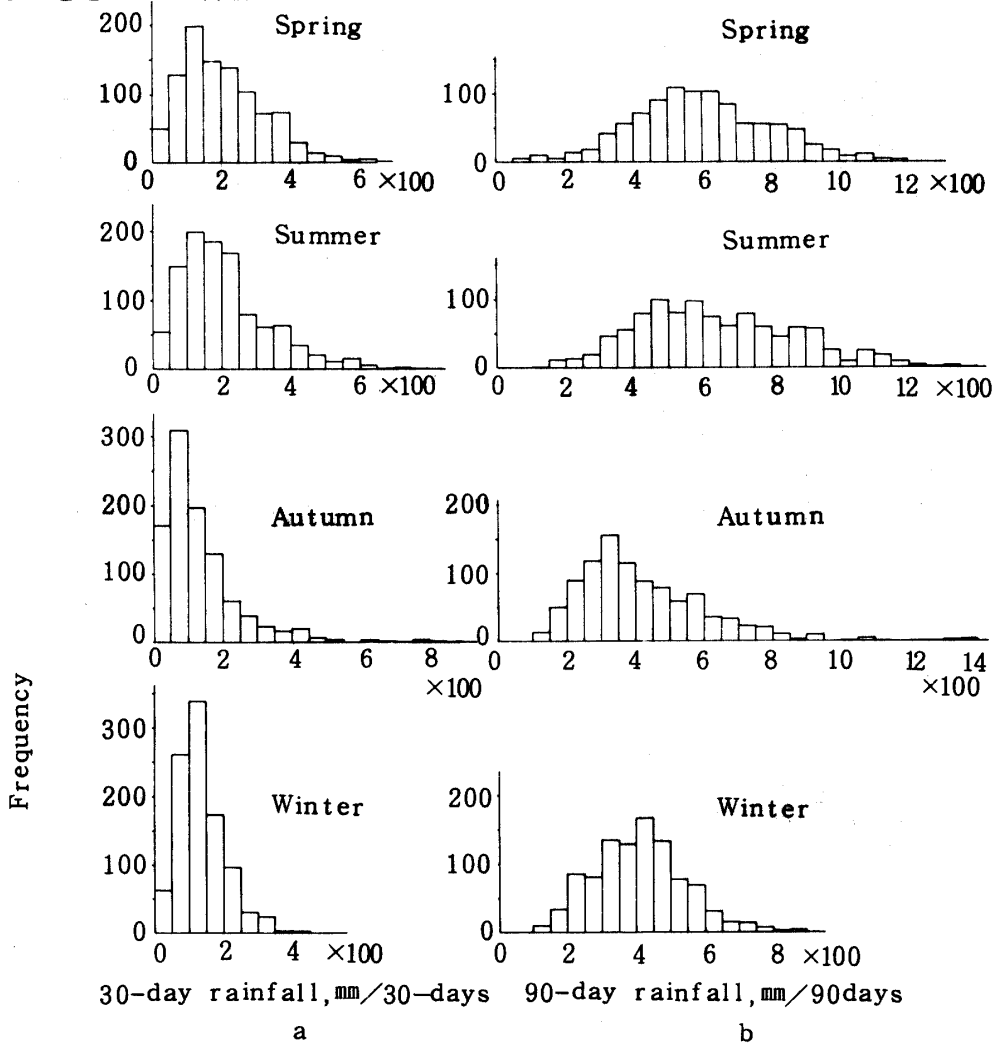 Spring
200
100
0
0 2 4 6 ×100
Spring
100
0
0 2 4 6 8 10 12 ×100
Summer
200
100
0
0 2 4 6 ×100
Summer
100
0
0 2 4 6 8 10 12 ×100
Autumn
300
200
100
0
0 2 4 6 8
×100
Autumn
200
100
0
0 2 4 6 8 10 12 14
×100
Frequency
Winter
300
200
100
0
0 2 4 ×100
Winter
200
100
0
0 2 4 6 8 ×100
30-day rainfall,mm/30-days
a
90-day rainfall,mm/90days
b